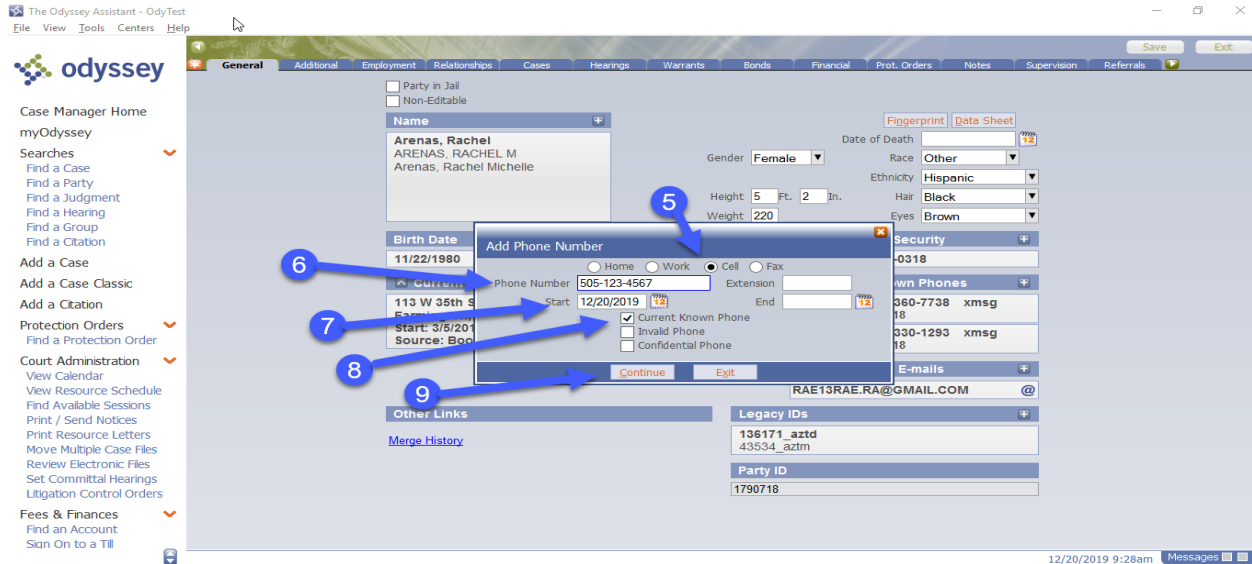 The Odyssey Assistant - OdyTest
File View Tools Centers Help
Save Exit
odyssey
General Additional Employment Relationships Cases Hearings Warrants Bonds Financial Prot. Orders Notes Supervision Referrals
Case Manager Home
myOdyssey
Searches
Find a Case
Find a Party
Find a Judgment
Find a Hearing
Find a Group
Find a Citation
Add a Case
Add a Case Classic
Add a Citation
Protection Orders
Find a Protection Order
Court Administration
View Calendar
View Resource Schedule
Find Available Sessions
Print / Send Notices
Print Resource Letters
Move Multiple Case Files
Review Electronic Files
Set Committal Hearings
Litigation Control Orders
Fees & Finances
Find an Account
Sign On to a Till
Party in Jail
Non-Editable
Name
Arenas, Rachel
ARENAS, RACHEL M
Arenas, Rachel Michelle
Fingerprint Data Sheet
Date of Death 12
Gender Female Race Other
Ethnicity Hispanic
Height 5 Ft. 2 In. Hair Black
Weight 220 Eyes Brown
Birth Date
11/22/1980
Security
-0318
113 W 35th S
Start: 3/5/201
Source: Boo
wn Phones
360-7738 xmsg
18
330-1293 xmsg
18
5
6
7
8
9
Add Phone Number
Home Work Cell Fax
Phone Number 505-123-4567 Extension
Start 12/20/2019 12 End 12
Current Known Phone
Invalid Phone
Confidential Phone
Continue Exit
E-mails
RAE13RAE.RA@GMAIL.COM @
Other Links
Merge History
Legacy IDs
136171_aztd
43534_aztm
Party ID
1790718
12/20/2019 9:28am Messages